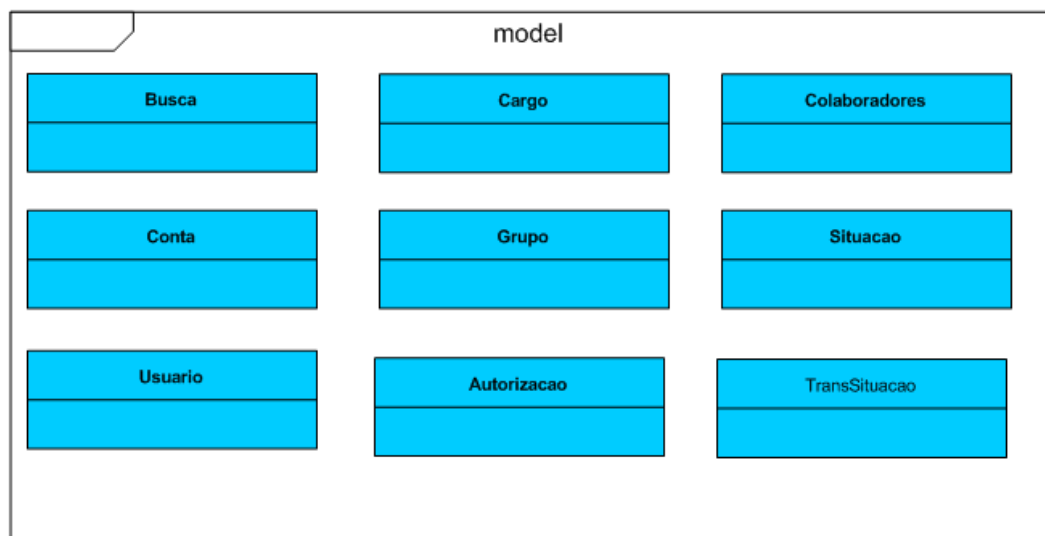 model
Busca
Cargo
Colaboradores
Conta
Grupo
Situacao
Usuario
Autorizacao
TransSituacao